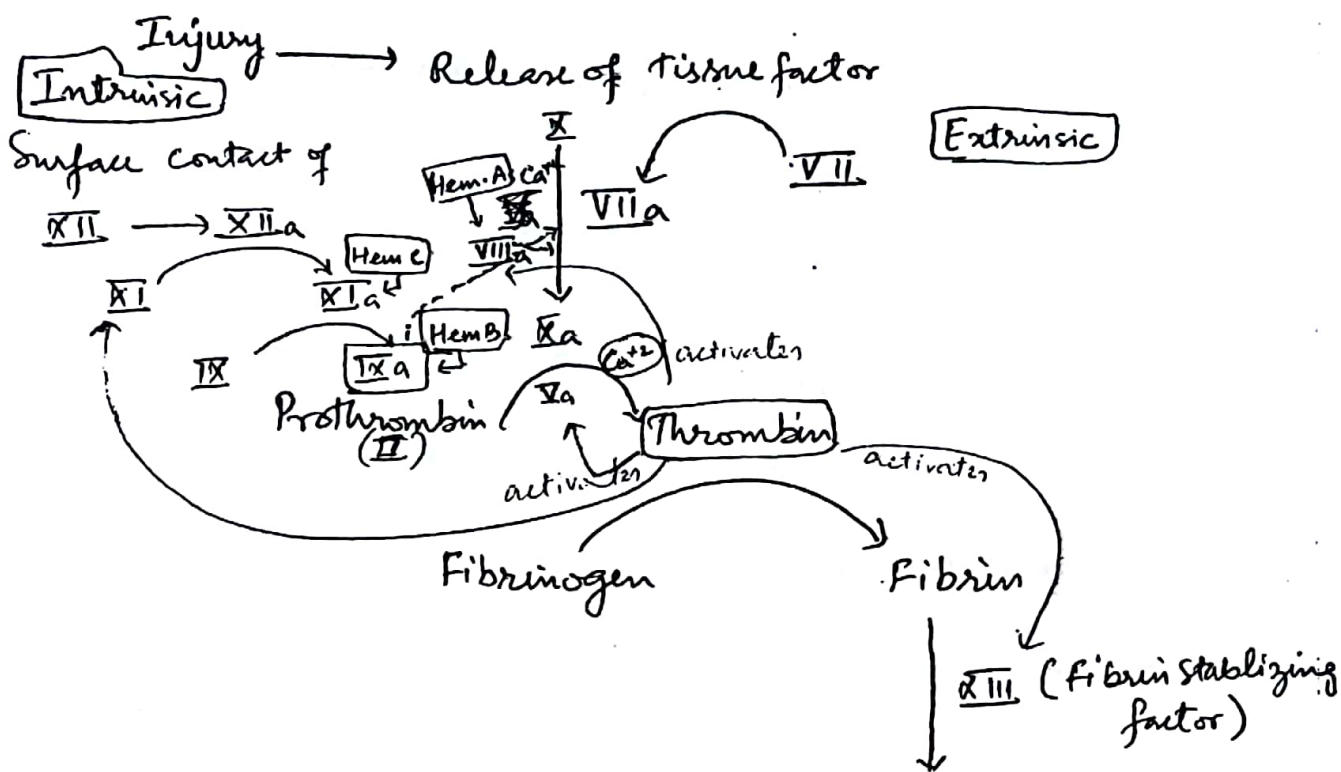 Injury
Release of tissue factor
Intrinsic
Extrinsic
Surface contact of
X
VII
VIIa
Hem. A
XII
XIIa
VIIIa
Hem C
XI
XIa
Hem B
IX
IXa
Xa
Ca+2
activates
Va
Prothrombin
(II)
Thrombin
activates
activates
Fibrinogen
Fibrin
XIII (Fibrin stablizing
factor)